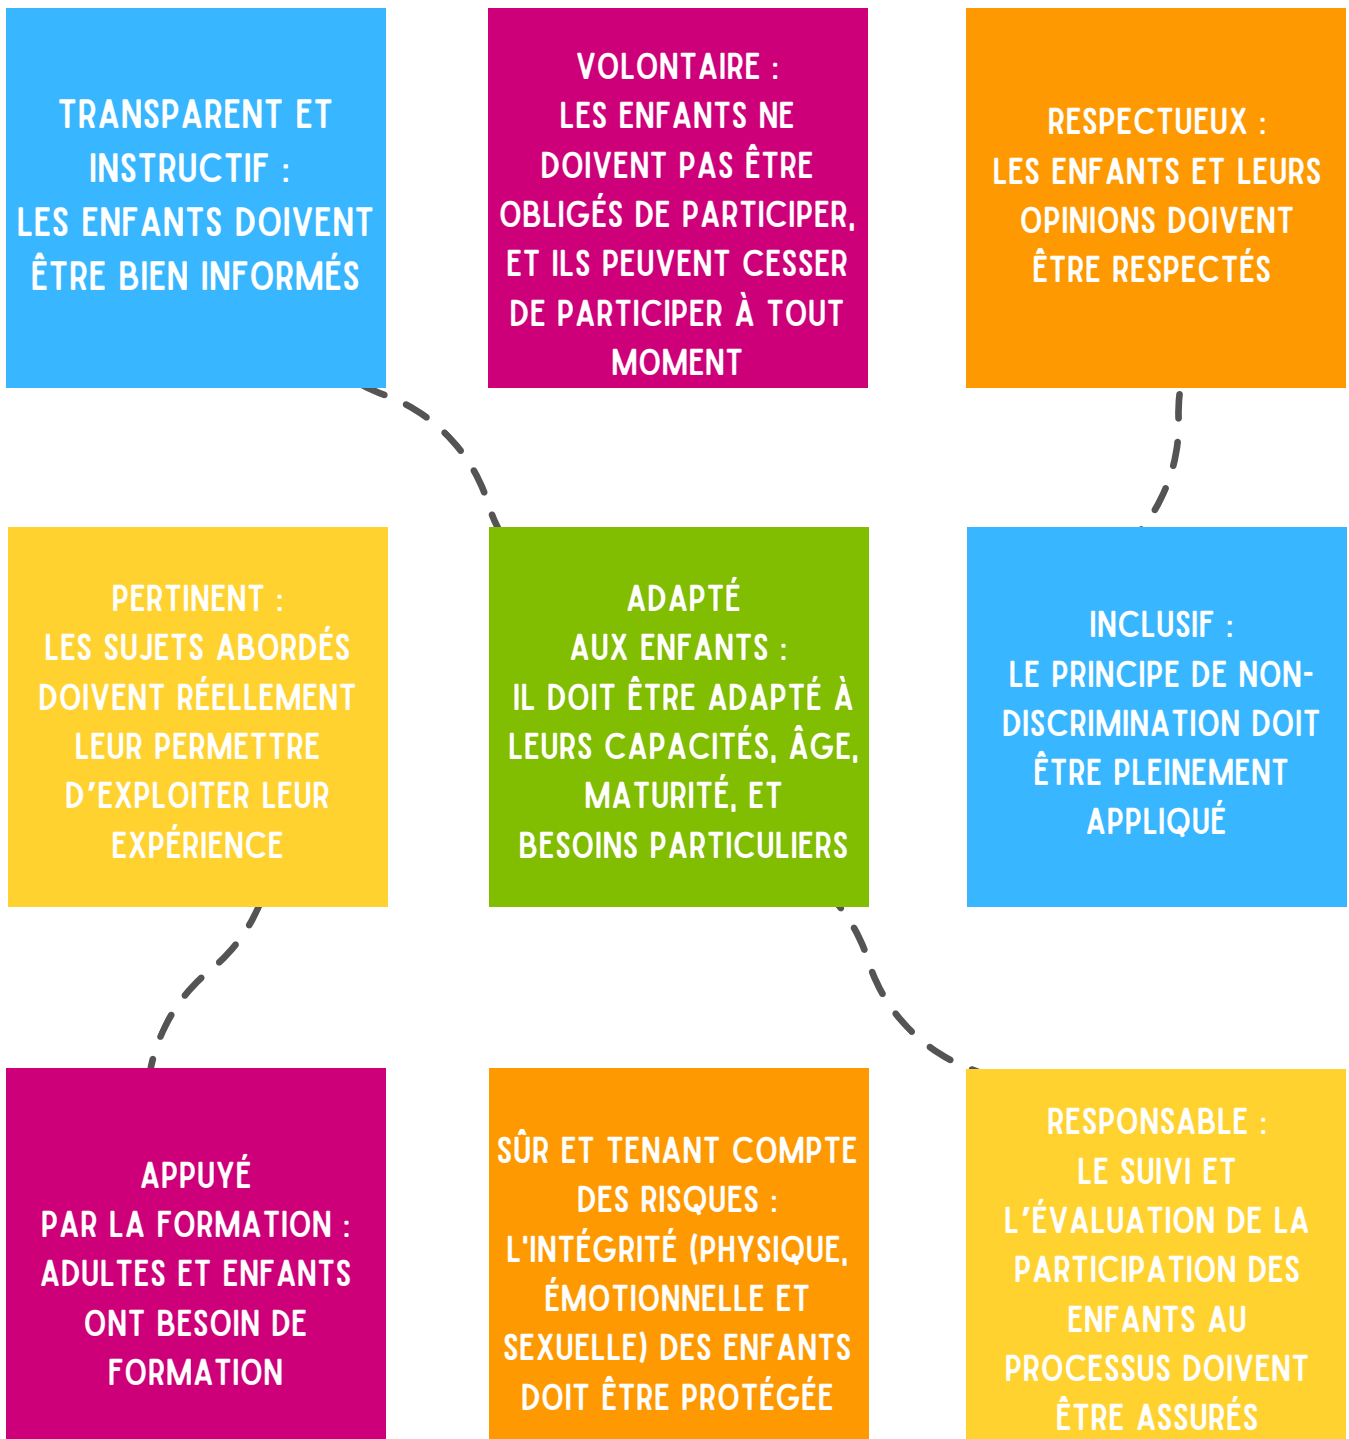 TRANSPARENT ET
INSTRUCTIF :
LES ENFANTS DOIVENT
ÊTRE BIEN INFORMÉS
VOLONTAIRE :
LES ENFANTS NE
DOIVENT PAS ÊTRE
OBLIGÉS DE PARTICIPER,
ET ILS PEUVENT CESSER
DE PARTICIPER À TOUT
MOMENT
RESPECTUEUX :
LES ENFANTS ET LEURS
OPINIONS DOIVENT
ÊTRE RESPECTÉS
PERTINENT :
LES SUJETS ABORDÉS
DOIVENT RÉELLEMENT
LEUR PERMETTRE
D'EXPLOITER LEUR
EXPÉRIENCE
ADAPTÉ
AUX ENFANTS :
IL DOIT ÊTRE ADAPTÉ À
LEURS CAPACITÉS, ÂGE,
MATURITÉ, ET
BESOINS PARTICULIERS
INCLUSIF :
LE PRINCIPE DE NON-
DISCRIMINATION DOIT
ÊTRE PLEINEMENT
APPLIQUÉ
APPUYÉ
PAR LA FORMATION :
ADULTES ET ENFANTS
ONT BESOIN DE
FORMATION
SÛR ET TENANT COMPTE
DES RISQUES :
L'INTÉGRITÉ (PHYSIQUE,
ÉMOTIONNELLE ET
SEXUELLE) DES ENFANTS
DOIT ÊTRE PROTÉGÉE
RESPONSABLE :
LE SUIVI ET
L'ÉVALUATION DE LA
PARTICIPATION DES
ENFANTS AU
PROCESSUS DOIVENT
ÊTRE ASSURÉS